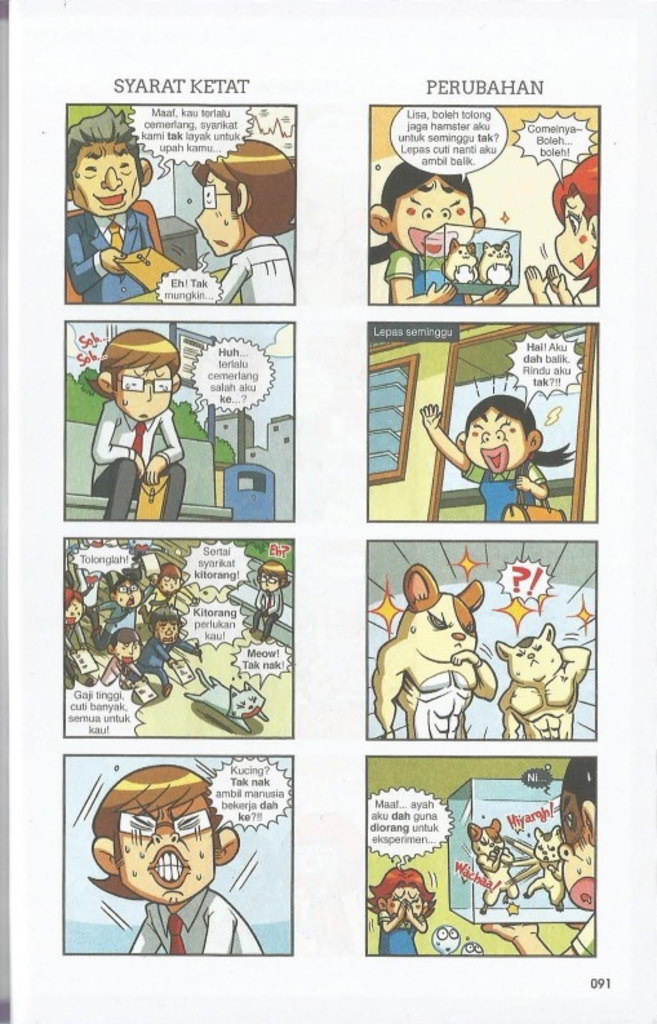 SYARAT KETAT
Maaf, kau terlalu
cemerlang, syarikat
kami tak layak untuk
upah kamu...
Eh! Tak
mungkin...
Sob..
Sob..
Huh...
terlalu
cemerlang
salah aku
ke...?
Tolonglah!
Sertai
syarikat
kitorang!
Eh?
Kitorang
perlukan
kau!
Meow!
Tak nak!
Gaji tinggi,
cuti banyak,
semua untuk
kau!
Kucing?
Tak nak
ambil manusia
bekerja dah
ke?!!
PERUBAHAN
Lisa, boleh tolong
jaga hamster aku
untuk seminggu tak?
Lepas cuti nanti aku
ambil balik.
Comelnya~
Boleh...
boleh!
Lepas seminggu
Hai! Aku
dah balik.
Rindu aku
tak?!!
?!
Ni...
Maaf... ayah
aku dah guna
diorang untuk
eksperimen...
Hiyargh!
Wachaa!
091